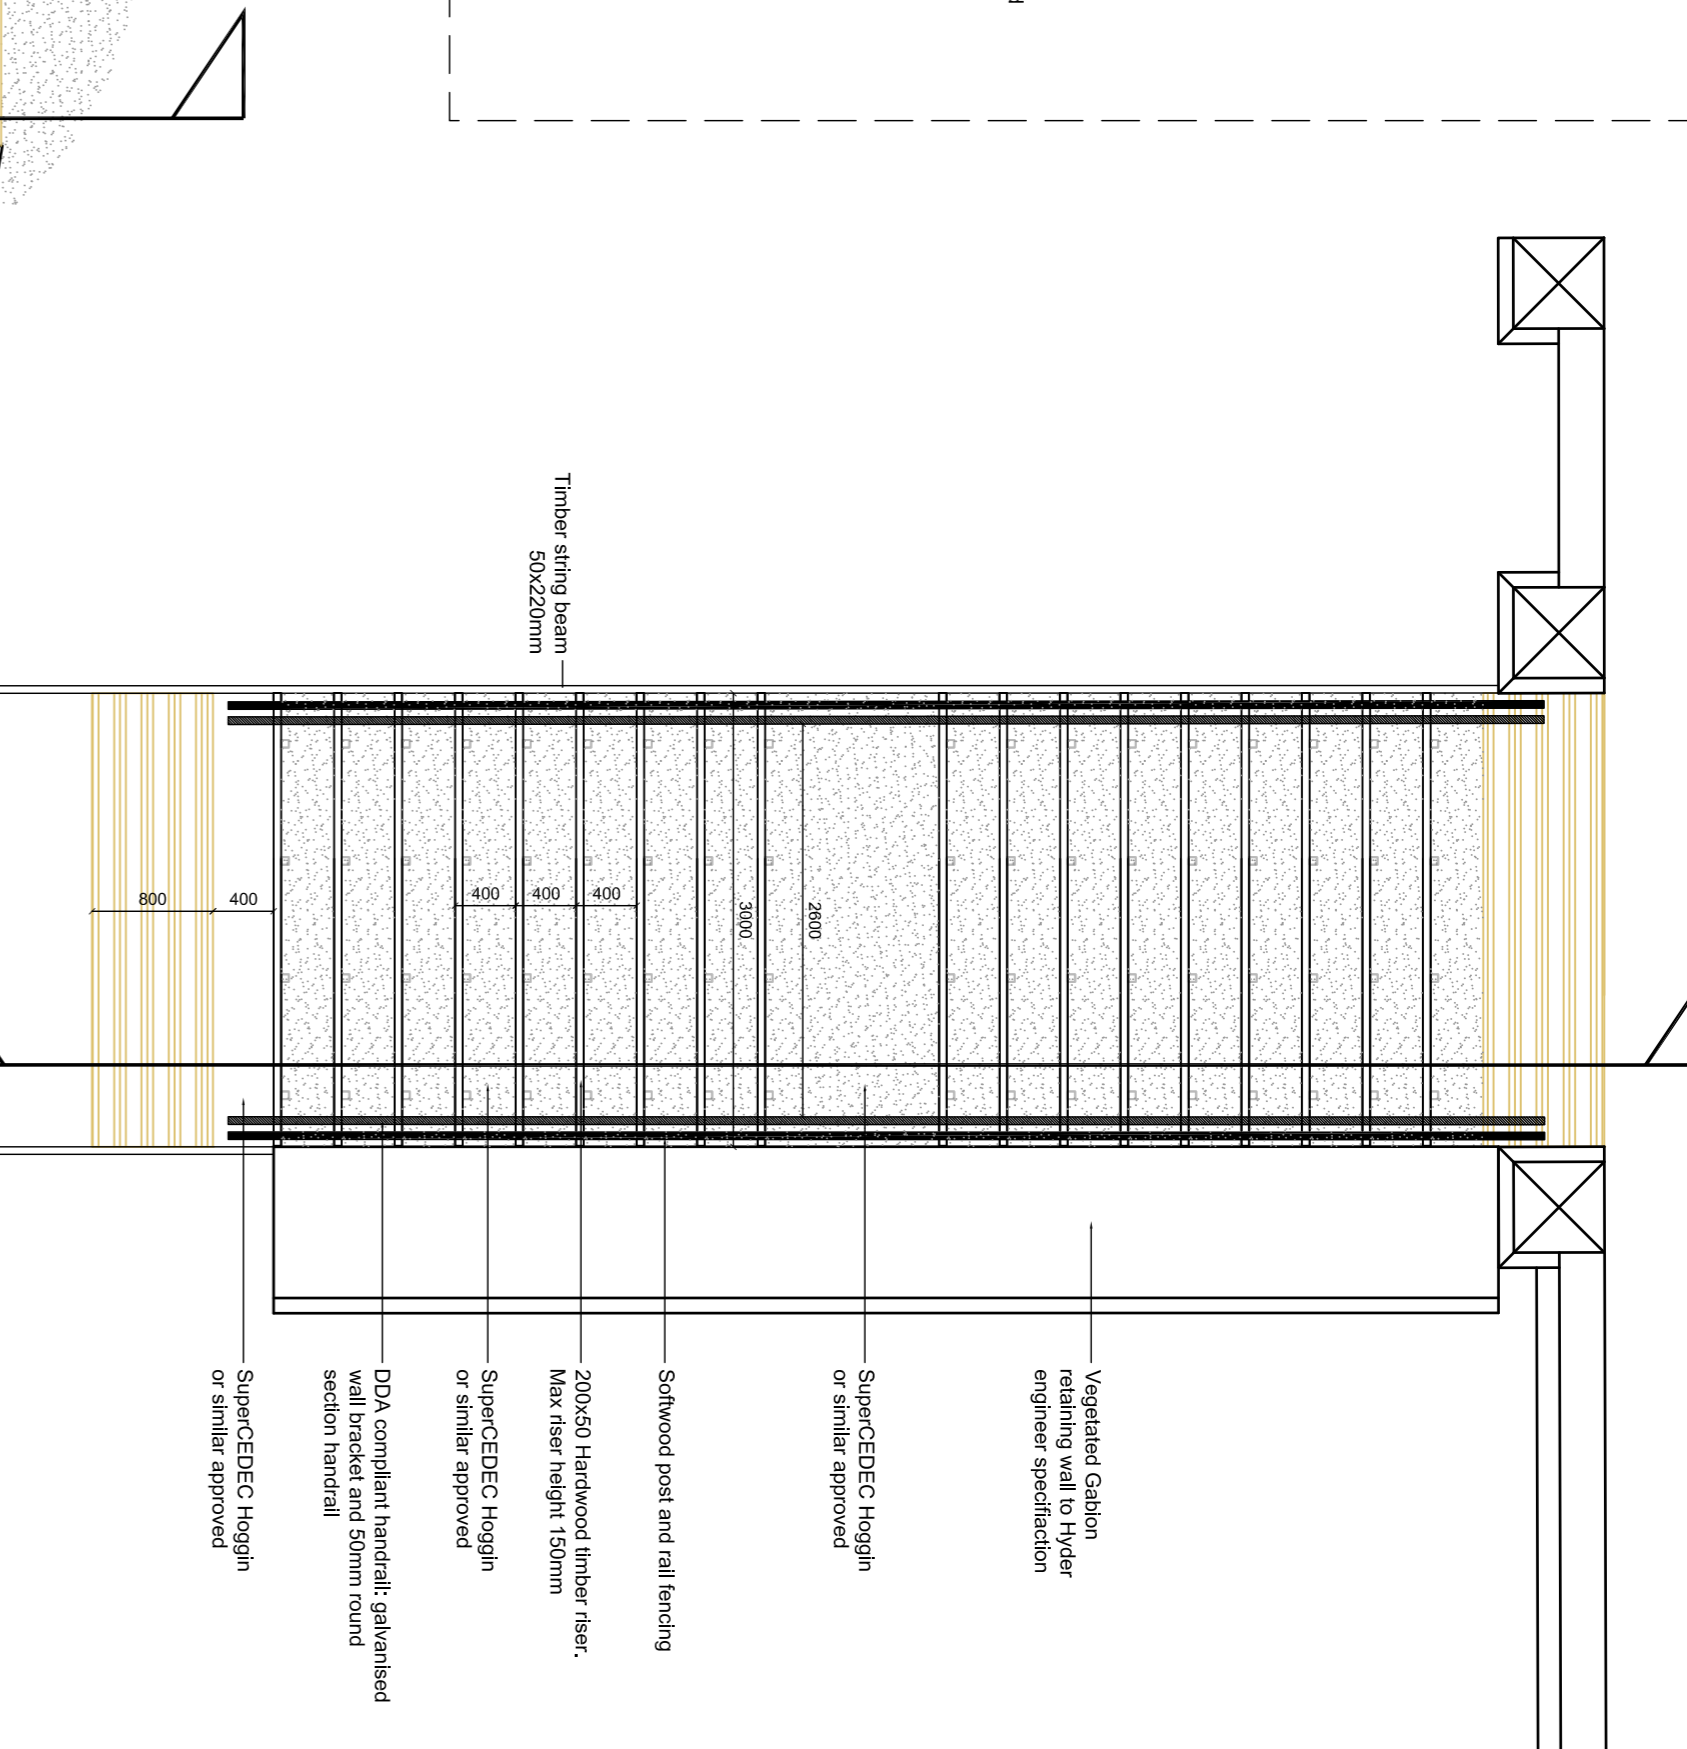 Timber string beam
50x220mm
800
400
400
400
400
3000
2600
SuperCEDEC Hoggin
or similar approved
DDA compliant handrail: galvanised
wall bracket and 50mm round
section handrail
SuperCEDEC Hoggin
or similar approved
200x50 Hardwood timber riser.
Max riser height 150mm
Softwood post and rail fencing
SuperCEDEC Hoggin
or similar approved
Vegetated Gabion
retaining wall to Hyder
engineer specifiaction